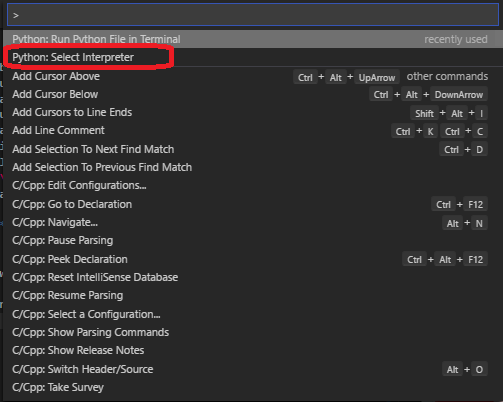 >
Python: Run Python File in Terminal recently used
Python: Select Interpreter
Add Cursor Above Ctrl + Alt + UpArrow other commands
Add Cursor Below Ctrl + Alt + DownArrow
Add Cursors to Line Ends Shift + Alt + I
Add Line Comment Ctrl + K Ctrl + C
Add Selection To Next Find Match Ctrl + D
Add Selection To Previous Find Match
C/Cpp: Edit Configurations...
C/Cpp: Go to Declaration Ctrl + F12
C/Cpp: Navigate... Alt + N
C/Cpp: Pause Parsing
C/Cpp: Peek Declaration Ctrl + Alt + F12
C/Cpp: Reset IntelliSense Database
C/Cpp: Resume Parsing
C/Cpp: Select a Configuration...
C/Cpp: Show Parsing Commands
C/Cpp: Show Release Notes
C/Cpp: Switch Header/Source Alt + O
C/Cpp: Take Survey